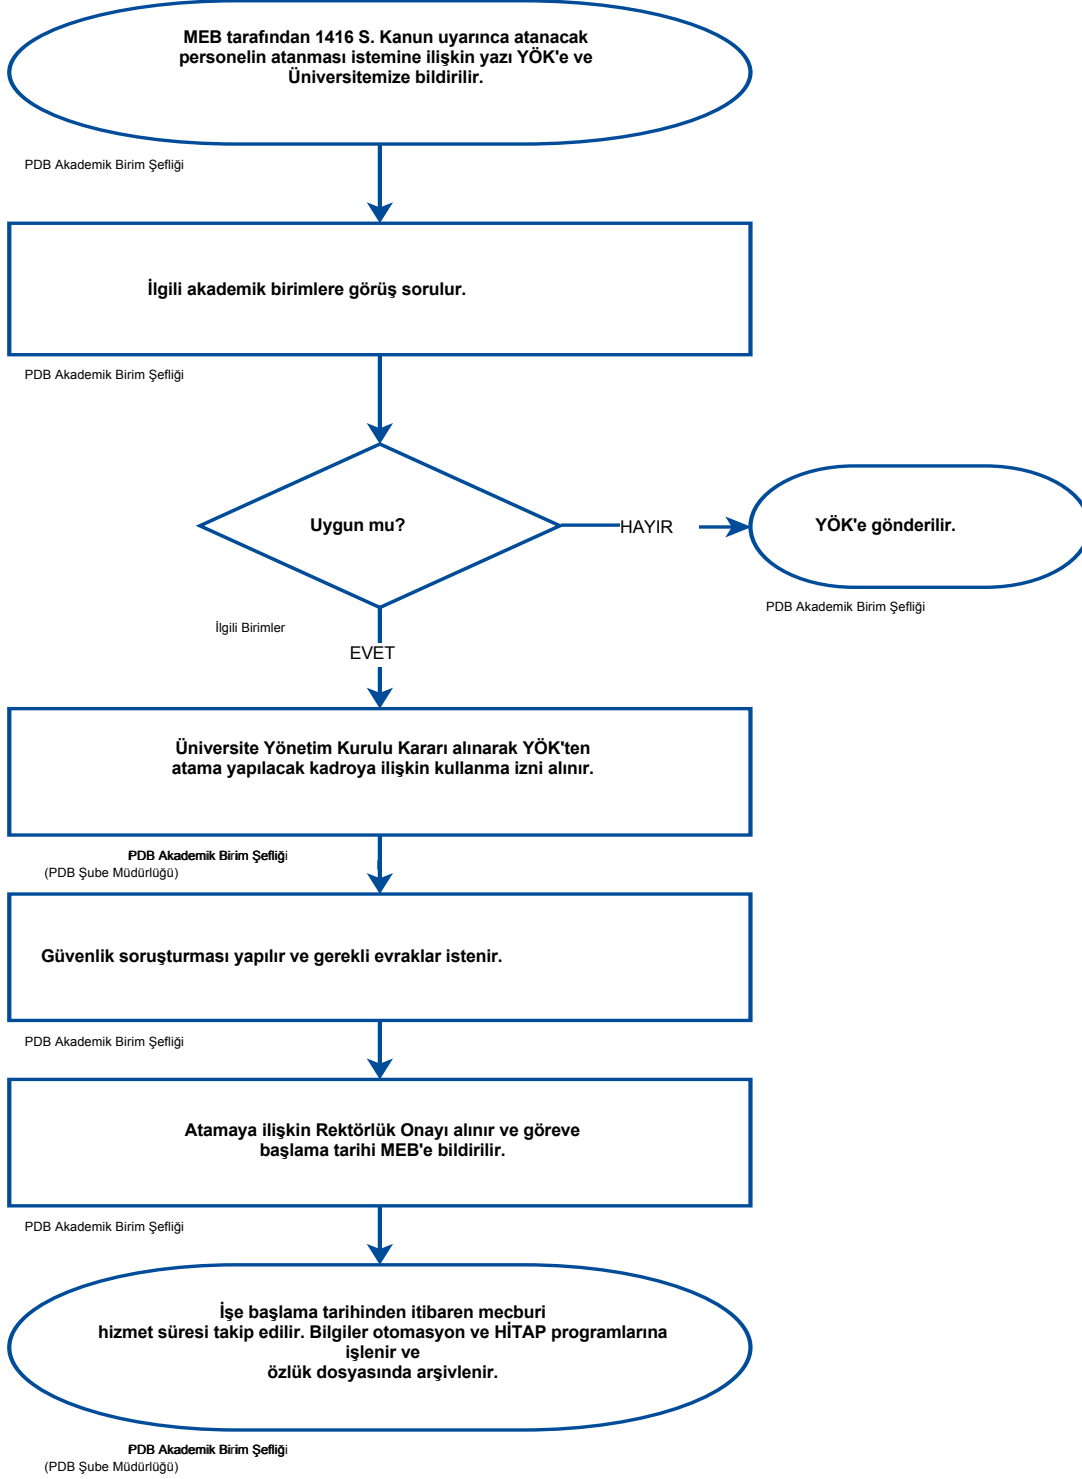 MEB tarafından 1416 S. Kanun uyarınca atanacak
personelin atanması istemine ilişkin yazı YÖK'e ve
Üniversitemize bildirilir.
PDB Akademik Birim Şefliği
İlgili akademik birimlere görüş sorulur.
PDB Akademik Birim Şefliği
Uygun mu?
HAYIR
YÖK'e gönderilir.
PDB Akademik Birim Şefliği
İlgili Birimler
EVET
Üniversite Yönetim Kurulu Kararı alınarak YÖK'ten
atama yapılacak kadroya ilişkin kullanma izni alınır.
PDB Akademik Birim Şefliği
(PDB Şube Müdürlüğü)
Güvenlik soruşturması yapılır ve gerekli evraklar istenir.
PDB Akademik Birim Şefliği
Atamaya ilişkin Rektörlük Onayı alınır ve göreve
başlama tarihi MEB'e bildirilir.
PDB Akademik Birim Şefliği
İşe başlama tarihinden itibaren mecburi
hizmet süresi takip edilir. Bilgiler otomasyon ve HİTAP programlarına
işlenir ve
özlük dosyasında arşivlenir.
PDB Akademik Birim Şefliği
(PDB Şube Müdürlüğü)